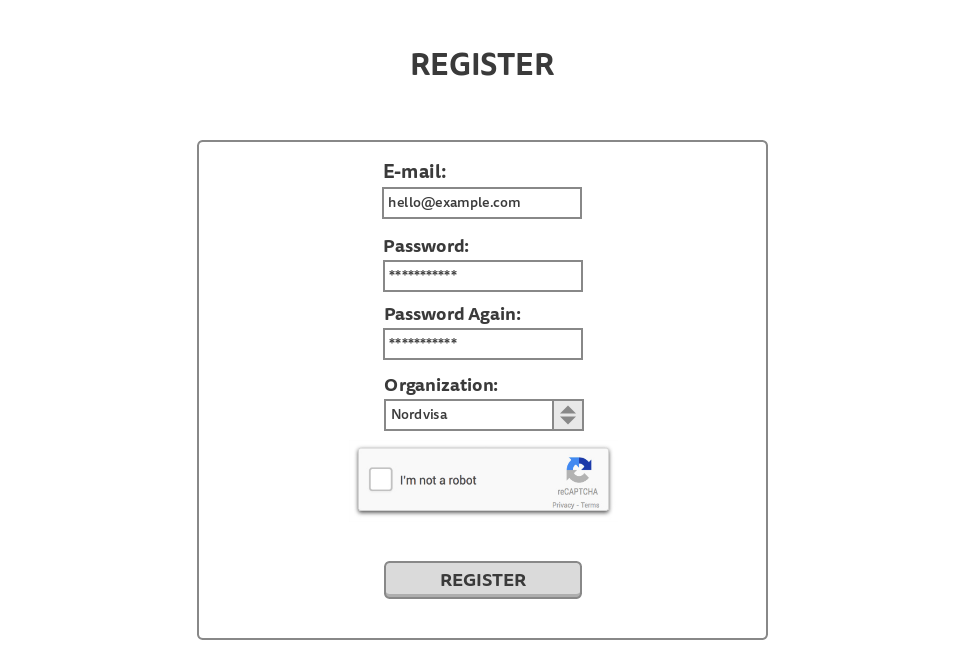 REGISTER
E-mail:
hello@example.com
Password:
***********
Password Again:
***********
Organization:
Nordvisa
I'm not a robot
reCAPTCHA
Privacy - Terms
REGISTER